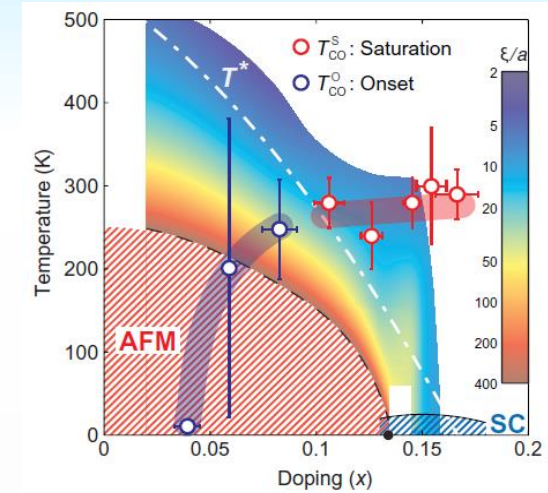 500
400
300
200
100
0
Temperature (K)
0
0.05
0.1
0.15
0.2
Doping (x)
T*
T^S_CO: Saturation
T^O_CO: Onset
AFM
SC
ξ/a
2
5
10
20
50
100
200
400